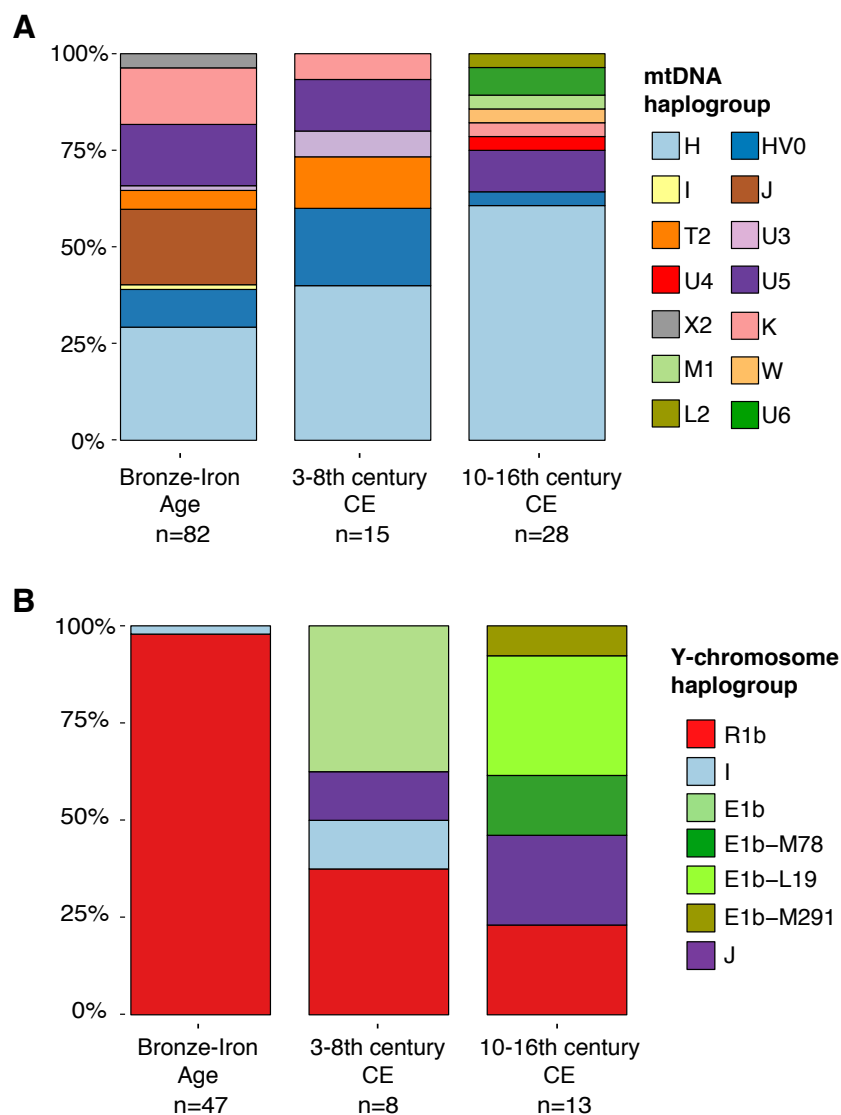 A
100%
75%
50%
25%
0%
Bronze-Iron
Age
n=82
3-8th century
CE
n=15
10-16th century
CE
n=28
mtDNA
haplogroup
H
HV0
I
J
T2
U3
U4
U5
X2
K
M1
W
L2
U6
B
100%
75%
50%
25%
0%
Bronze-Iron
Age
n=47
3-8th century
CE
n=8
10-16th century
CE
n=13
Y-chromosome
haplogroup
R1b
I
E1b
E1b−M78
E1b−L19
E1b−M291
J